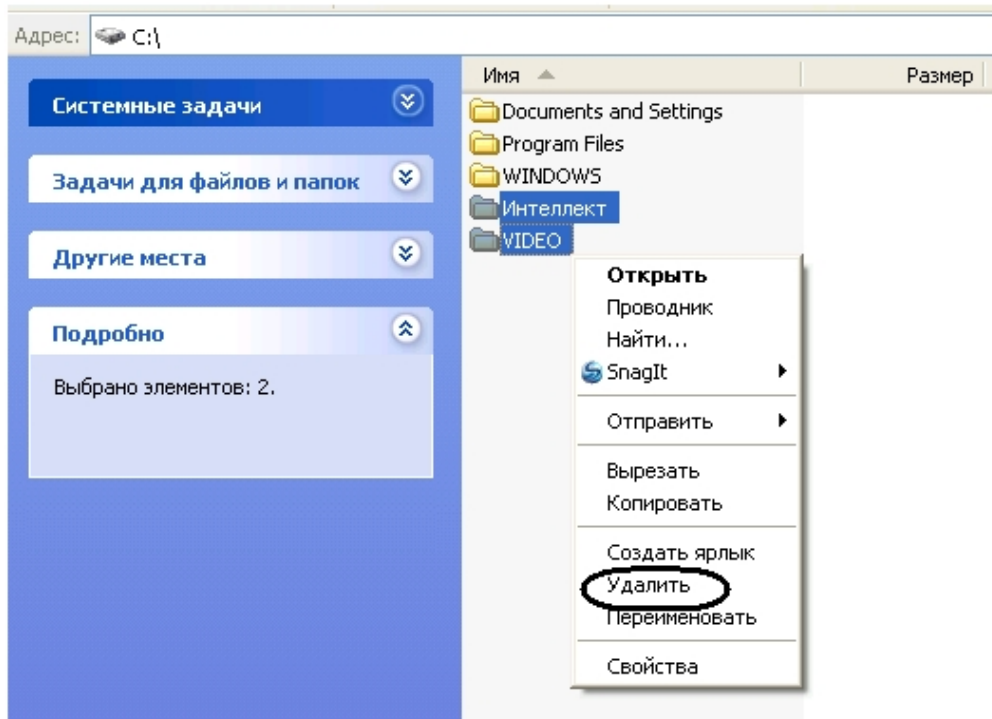 Адрес: C:\
Имя Размер
Системные задачи
Задачи для файлов и папок
Другие места
Подробно
Выбрано элементов: 2.
Documents and Settings
Program Files
WINDOWS
Интеллект
VIDEO
Открыть
Проводник
Найти...
SnagIt
Отправить
Вырезать
Копировать
Создать ярлык
Удалить
Переименовать
Свойства